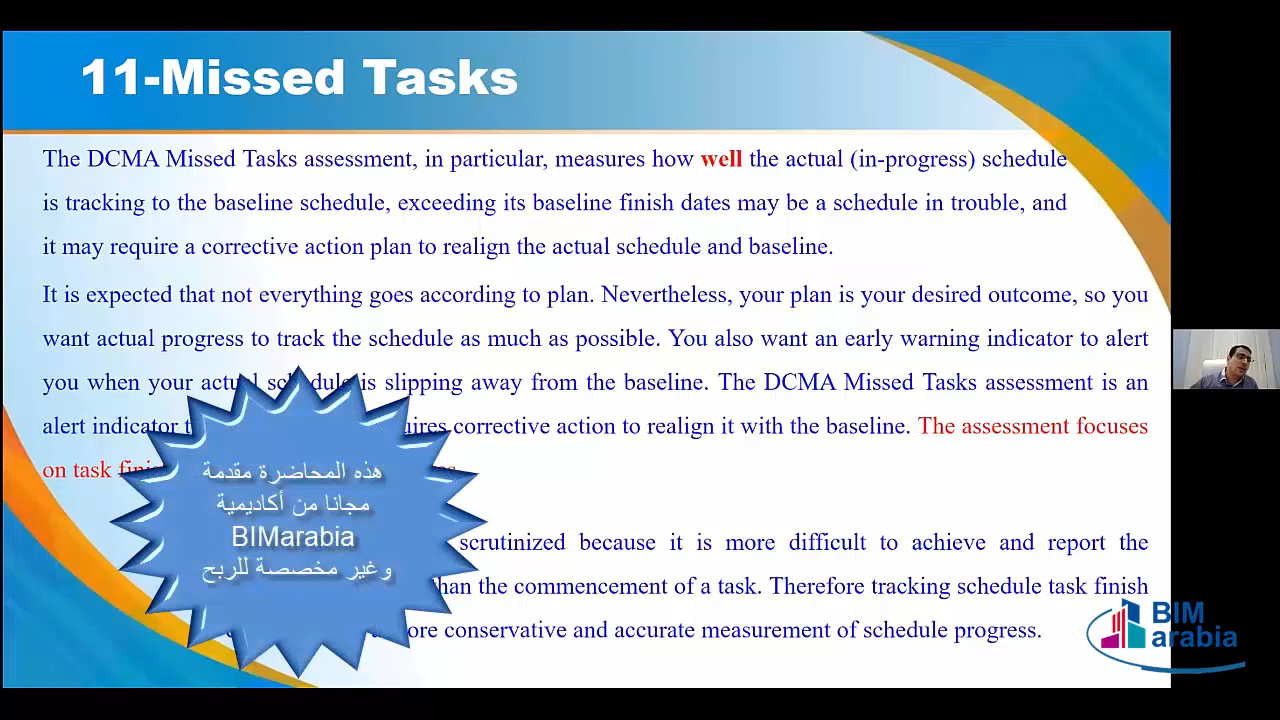 11-Missed Tasks
The DCMA Missed Tasks assessment, in particular, measures how well the actual (in-progress) schedule
is tracking to the baseline schedule, exceeding its baseline finish dates may be a schedule in trouble, and
it may require a corrective action plan to realign the actual schedule and baseline.
It is expected that not everything goes according to plan. Nevertheless, your plan is your desired outcome, so you
want actual progress to track the schedule as much as possible. You also want an early warning indicator to alert
you when your actual schedule is slipping away from the baseline. The DCMA Missed Tasks assessment is an
alert indicator corrective action to realign it with the baseline. The assessment focuses
on task
scrutinized because it is more difficult to achieve and report the
than the commencement of a task. Therefore tracking schedule task finish
more conservative and accurate measurement of schedule progress.
هذه المحاضرة مقدمة
مجانا من أكاديمية
BIMarabia
وغير مخصصة للربح
BIM
arabia